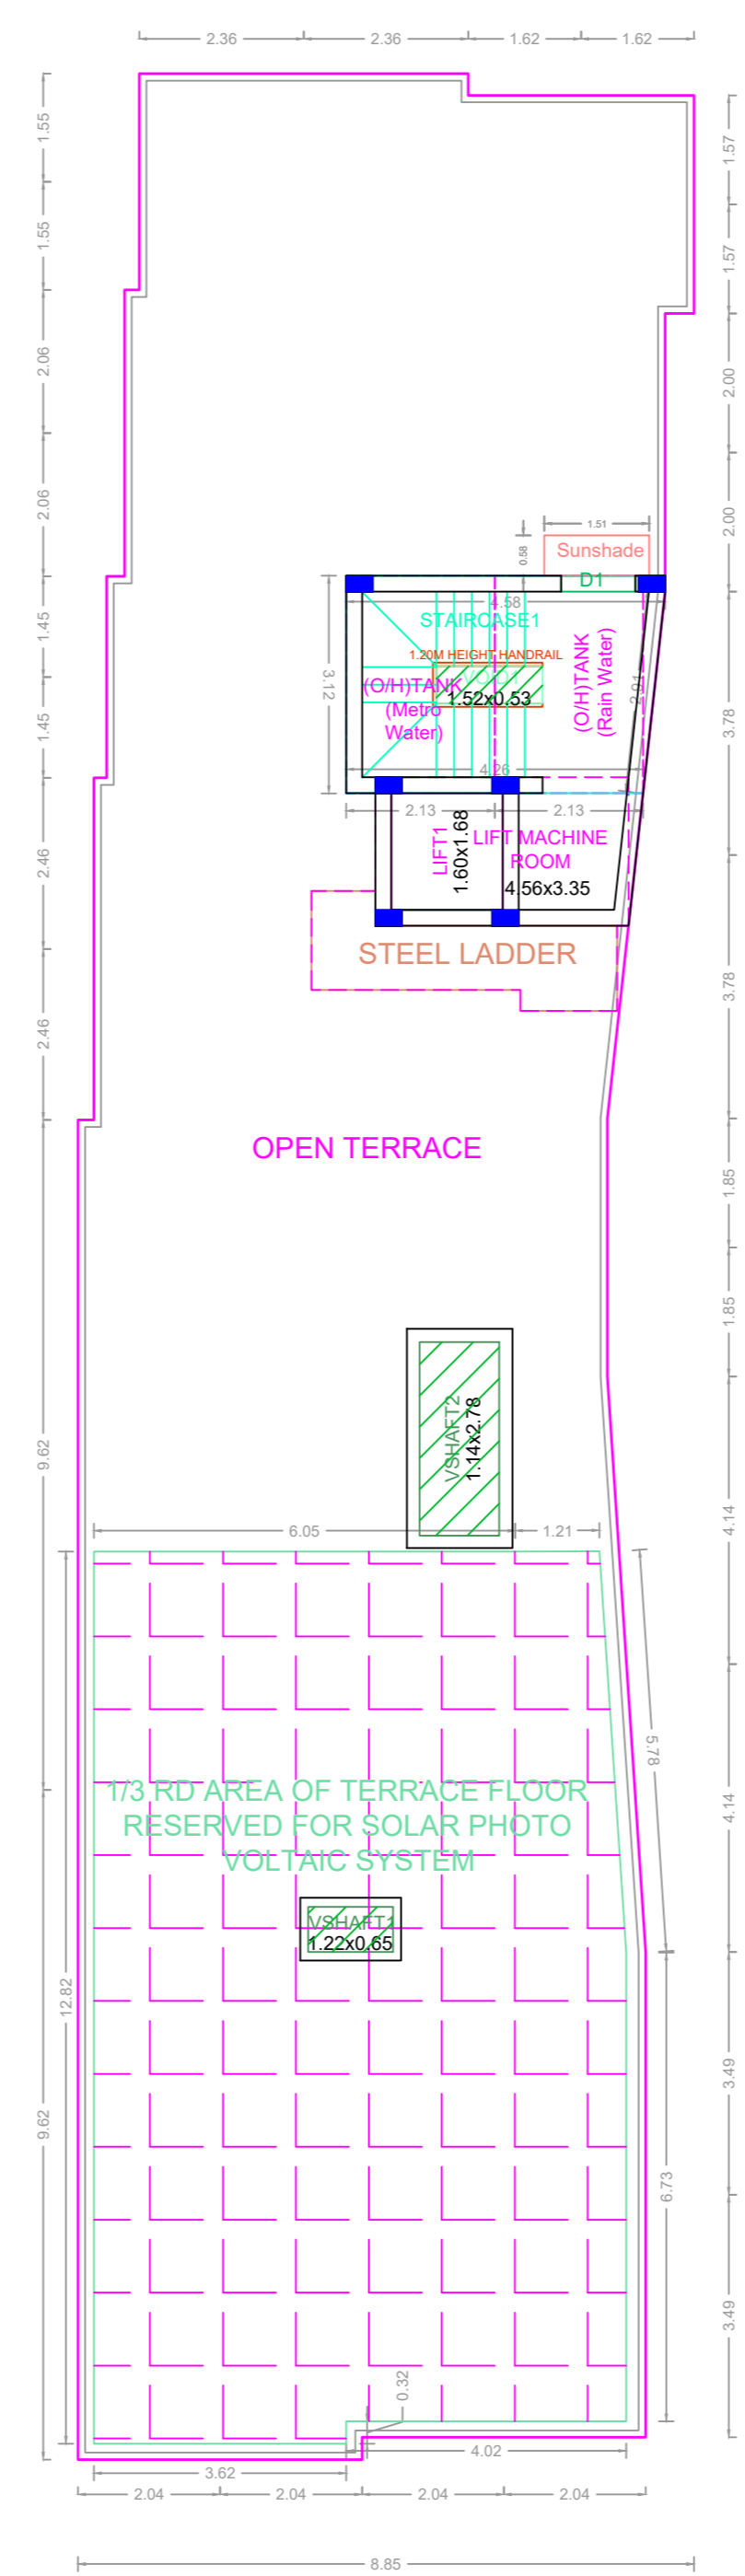 2.36
2.36
1.62
1.62
1.55
1.57
1.55
1.57
2.06
2.00
2.06
2.00
1.51
0.58
Sunshade
D1
4.58
STAIRCASE1
1.20M HEIGHT HANDRAIL
VOID1
1.52x0.53
(O/H)TANK
(Metro
Water)
(O/H)TANK
(Rain Water)
2.91
3.12
1.45
1.45
3.78
4.26
2.13
2.13
LIFT1
1.60x1.68
LIFT MACHINE
ROOM
4.56x3.35
2.46
STEEL LADDER
2.46
3.78
OPEN TERRACE
1.85
1.85
VSHAFT2
1.14x2.78
9.62
4.14
6.05
1.21
5.78
1/3 RD AREA OF TERRACE FLOOR
RESERVED FOR SOLAR PHOTO
VOLTAIC SYSTEM
4.14
VSHAFT1
1.22x0.65
12.82
9.62
3.49
6.73
3.49
0.32
4.02
3.62
2.04
2.04
2.04
2.04
8.85